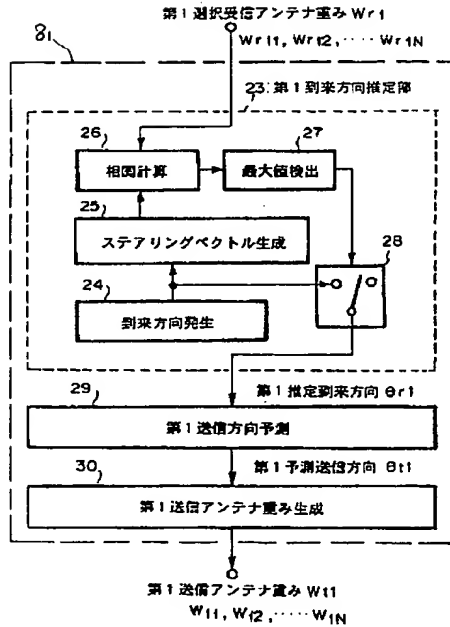 第1選択受信アンテナ重み Wr1
Wr11, Wr12, ····· Wr1N
81
23:第1到来方向推定部
26
27
相関計算
最大値検出
25
ステアリングベクトル生成
28
24
到来方向発生
第1推定到来方向 θr1
29
第1送信方向予測
第1予測送信方向 θt1
30
第1送信アンテナ重み生成
第1送信アンテナ重み Wt1
W11, W12, ····· W1N